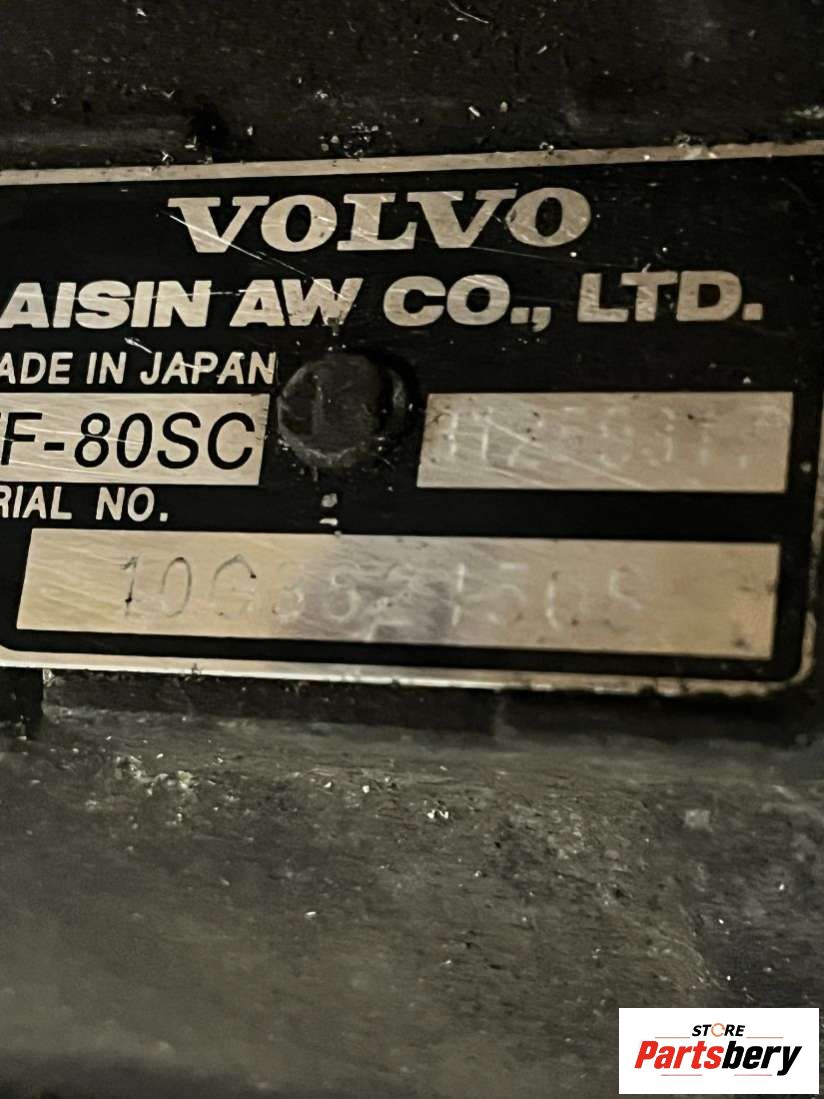 VOLVO
AISIN AW CO., LTD.
ADE IN JAPAN
F-80SC
RIAL NO.
STORE
Partsbery